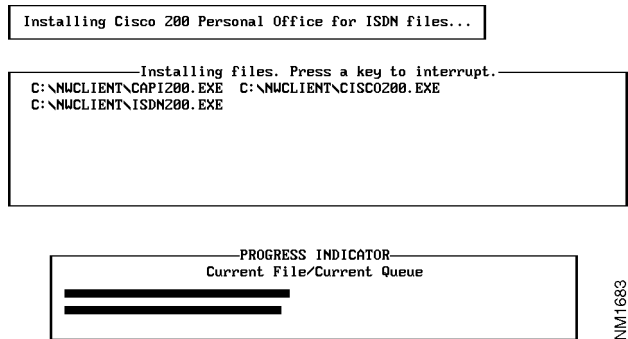 Installing Cisco 200 Personal Office for ISDN files...
Installing files. Press a key to interrupt.
C:\NWCLIENT\CAPI200.EXE C:\NWCLIENT\CISCO200.EXE
C:\NWCLIENT\ISDN200.EXE
PROGRESS INDICATOR
Current File/Current Queue
NM1683